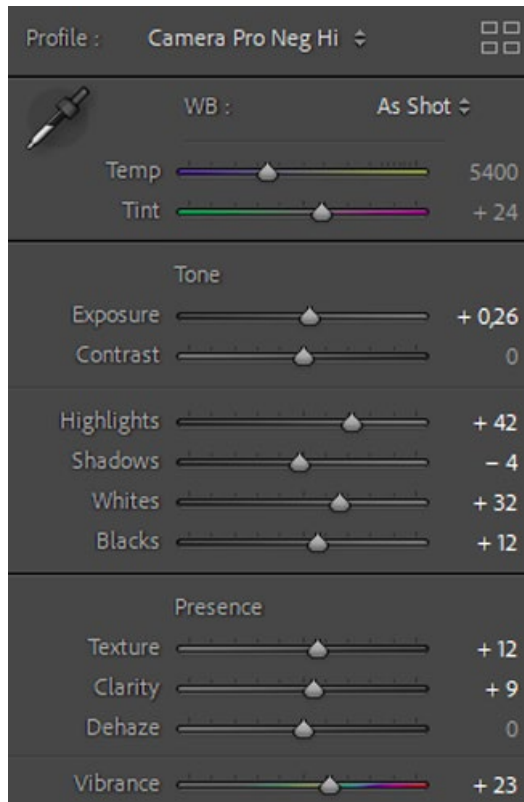 Profile : Camera Pro Neg Hi
WB : As Shot
Temp 5400
Tint + 24
Tone
Exposure + 0,26
Contrast 0
Highlights + 42
Shadows – 4
Whites + 32
Blacks + 12
Presence
Texture + 12
Clarity + 9
Dehaze 0
Vibrance + 23